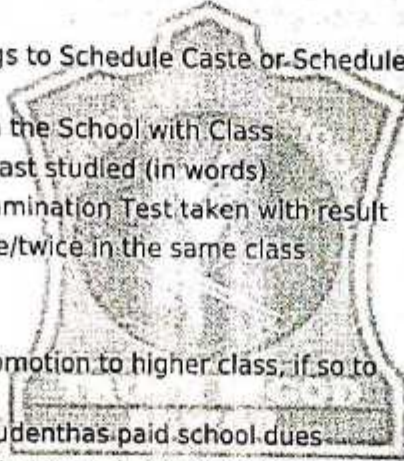 gs to Schedule Caste or Schedule
the School with Class
ast studied (in words)
mination Test taken with result
e/twice in the same class
omotion to higher class, if so to
udenthas paid school dues